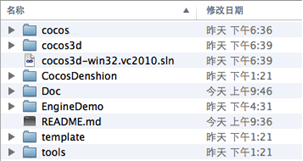 名称 修改日期
cocos 昨天 下午6:36
cocos3d 昨天 下午6:39
cocos3d-win32.vc2010.sln 昨天 下午6:39
CocosDenshion 昨天 下午1:21
Doc 今天 上午9:46
EngineDemo 昨天 下午4:31
README.md 今天 上午9:36
template 昨天 下午1:21
tools 昨天 下午1:21